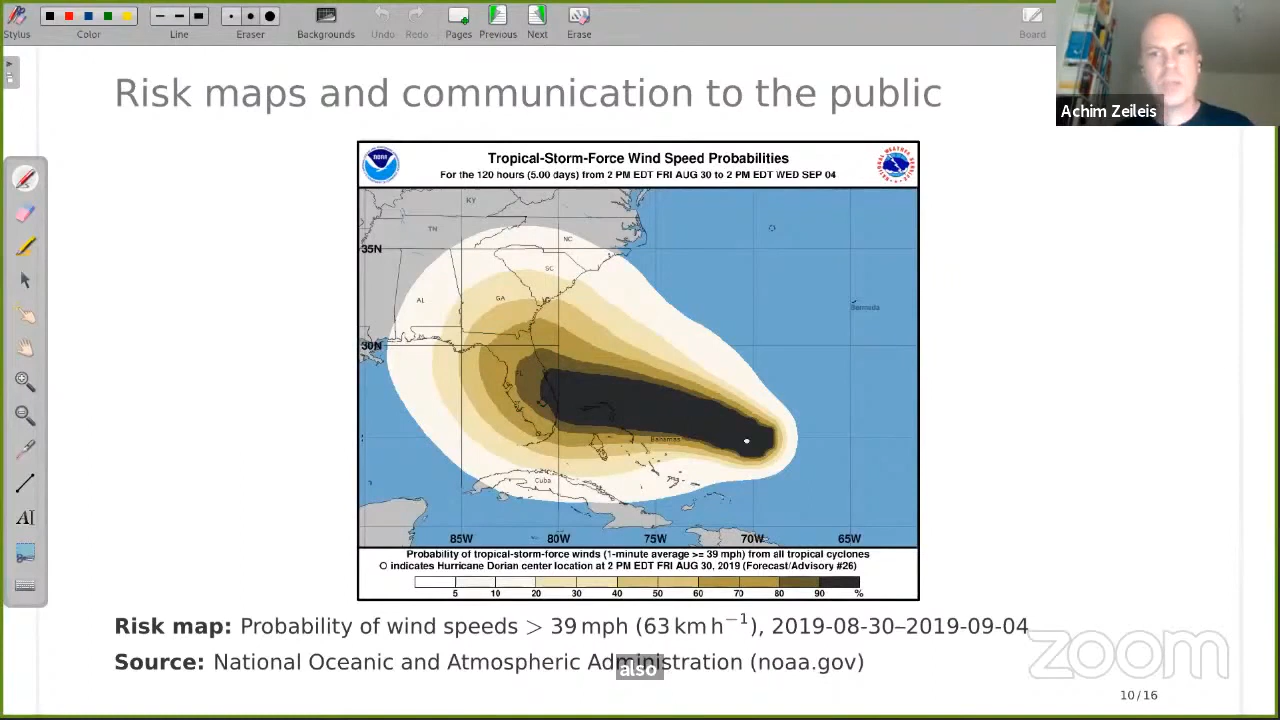 Stylus
Color
Line
Eraser
Backgrounds
Undo
Redo
Pages
Previous
Next
Erase
Board
Achim Zeileis
Risk maps and communication to the public
NOAA
Tropical-Storm-Force Wind Speed Probabilities
For the 120 hours (5.00 days) from 2 PM EDT FRI AUG 30 to 2 PM EDT WED SEP 04
KY
TN
NC
35N
SC
AL
GA
Bermuda
30N
FL
Bahamas
Cuba
85W
80W
75W
70W
65W
Probability of tropical-storm-force winds (1-minute average >= 39 mph) from all tropical cyclones
O indicates Hurricane Dorian center location at 2 PM EDT FRI AUG 30, 2019 (Forecast/Advisory #26)
5 10 20 30 40 50 60 70 80 90 %
Risk map: Probability of wind speeds > 39 mph (63 km h⁻¹), 2019-08-30–2019-09-04
Source: National Oceanic and Atmospheric Administration (noaa.gov)
also
zoom
10/16
AI